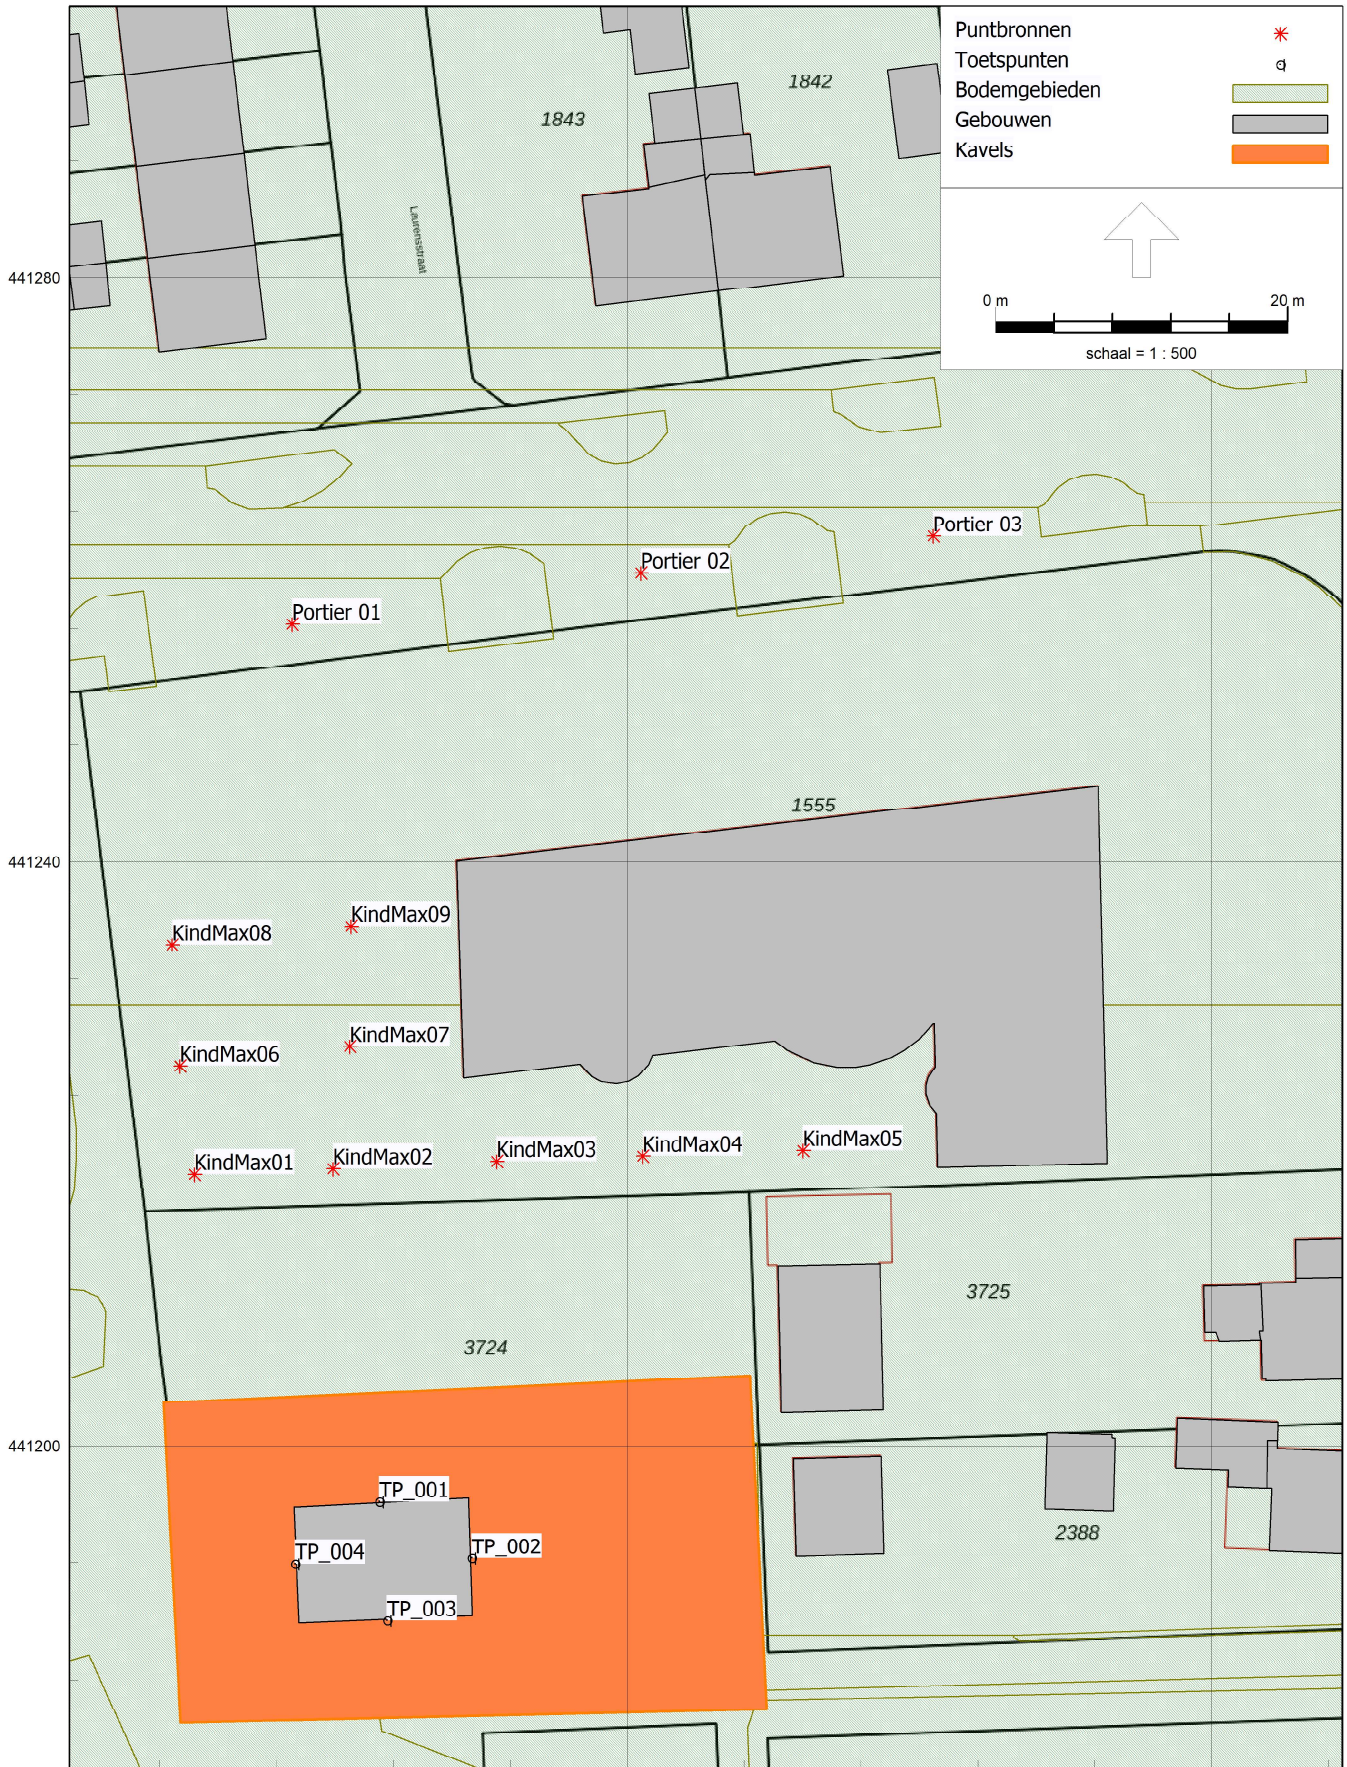 Puntbronnen
Toetspunten
Bodemgebieden
Gebouwen
Kavels
0 m 20 m
schaal = 1 : 500
1842
1843
Laurensstraat
441280
Portier 03
Portier 02
Portier 01
1555
441240
KindMax09
KindMax08
KindMax07
KindMax06
KindMax05
KindMax04
KindMax03
KindMax02
KindMax01
3725
3724
441200
TP_001
2388
TP_002
TP_004
TP_003